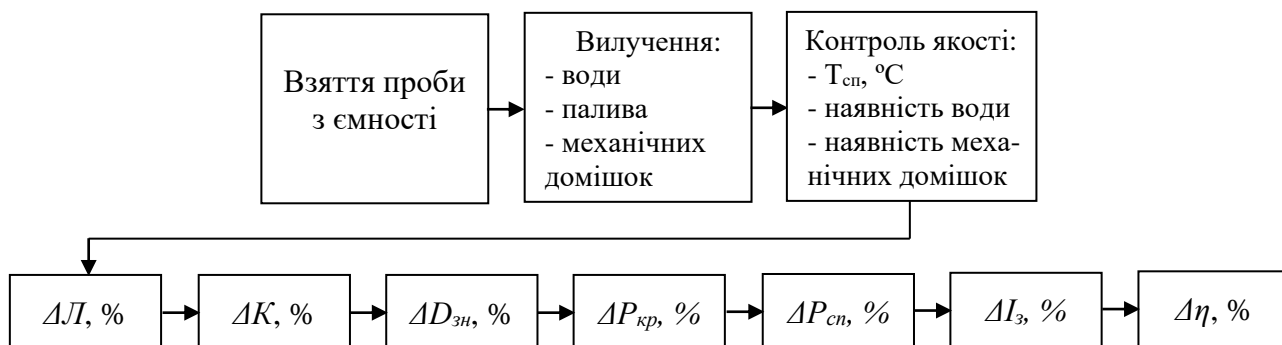 Взяття проби
з ємності
Вилучення:
- води
- палива
- механічних
домішок
Контроль якості:
- Тсп, ºС
- наявність води
- наявність меха-
нічних домішок
ΔЛ, %
ΔК, %
ΔDзн, %
ΔPкр, %
ΔPсп, %
ΔIз, %
Δη, %